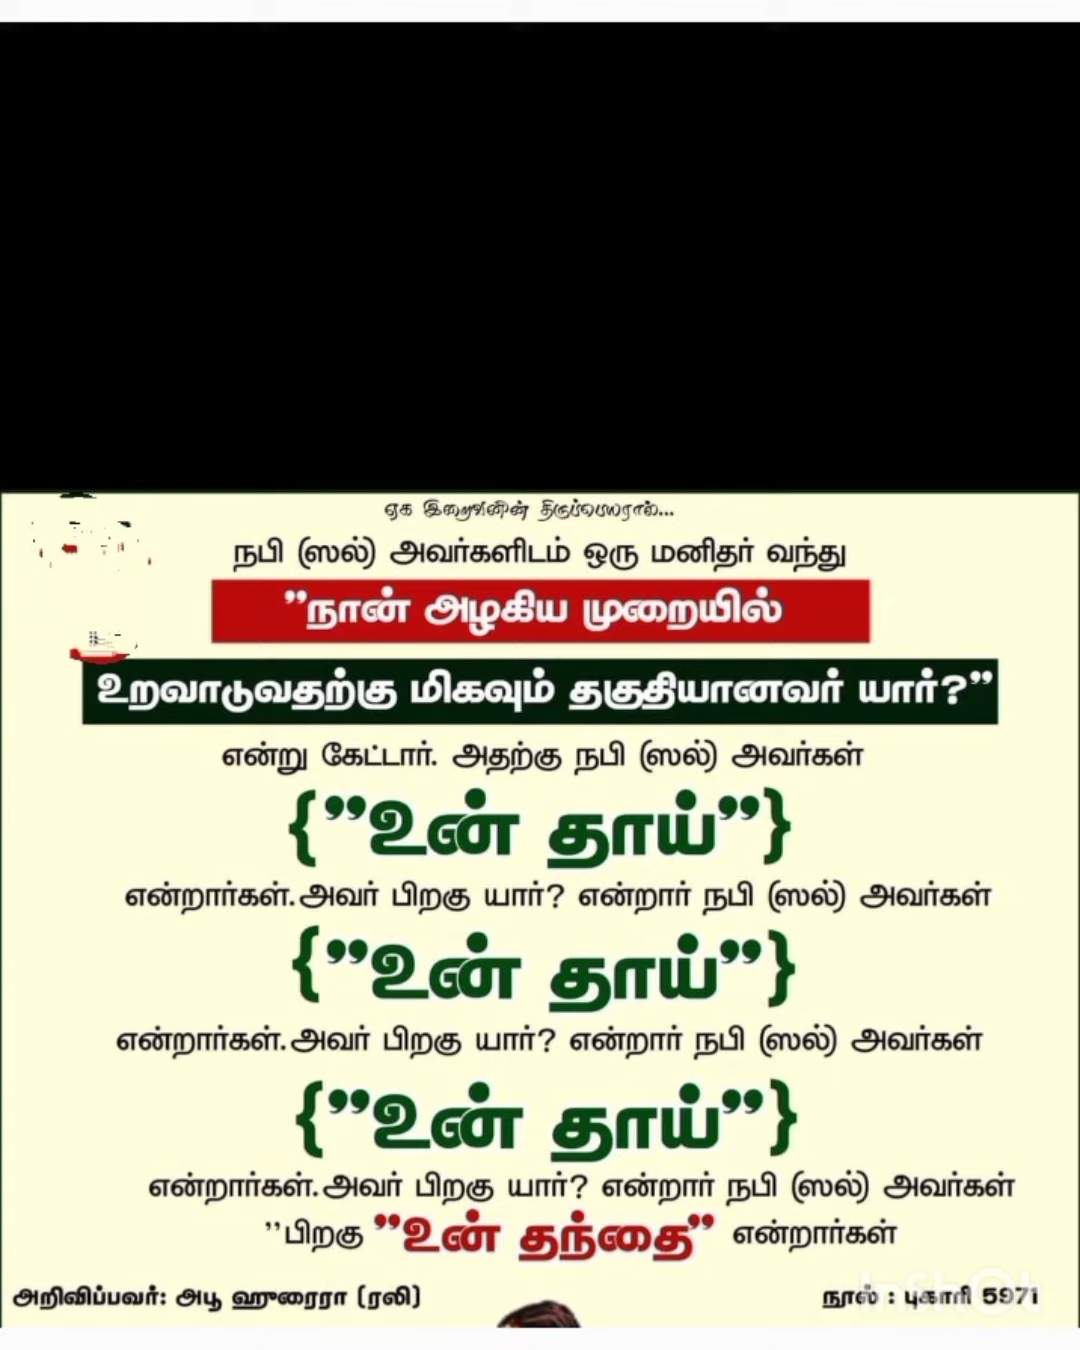 ஏக இறைவனின் திருப்பெயரால்...
நபி (ஸல்) அவர்களிடம் ஒரு மனிதர் வந்து
”நான் அழகிய முறையில்
உறவாடுவதற்கு மிகவும் தகுதியானவர் யார்?”
என்று கேட்டார். அதற்கு நபி (ஸல்) அவர்கள்
{”உன் தாய்”}
என்றார்கள்.அவர் பிறகு யார்? என்றார் நபி (ஸல்) அவர்கள்
{”உன் தாய்”}
என்றார்கள்.அவர் பிறகு யார்? என்றார் நபி (ஸல்) அவர்கள்
{”உன் தாய்”}
என்றார்கள்.அவர் பிறகு யார்? என்றார் நபி (ஸல்) அவர்கள்
”பிறகு ”உன் தந்தை” என்றார்கள்
அறிவிப்பவர்: அபூ ஹுரைரா (ரலி)
நூல் : புகாரி 5971
InShOt